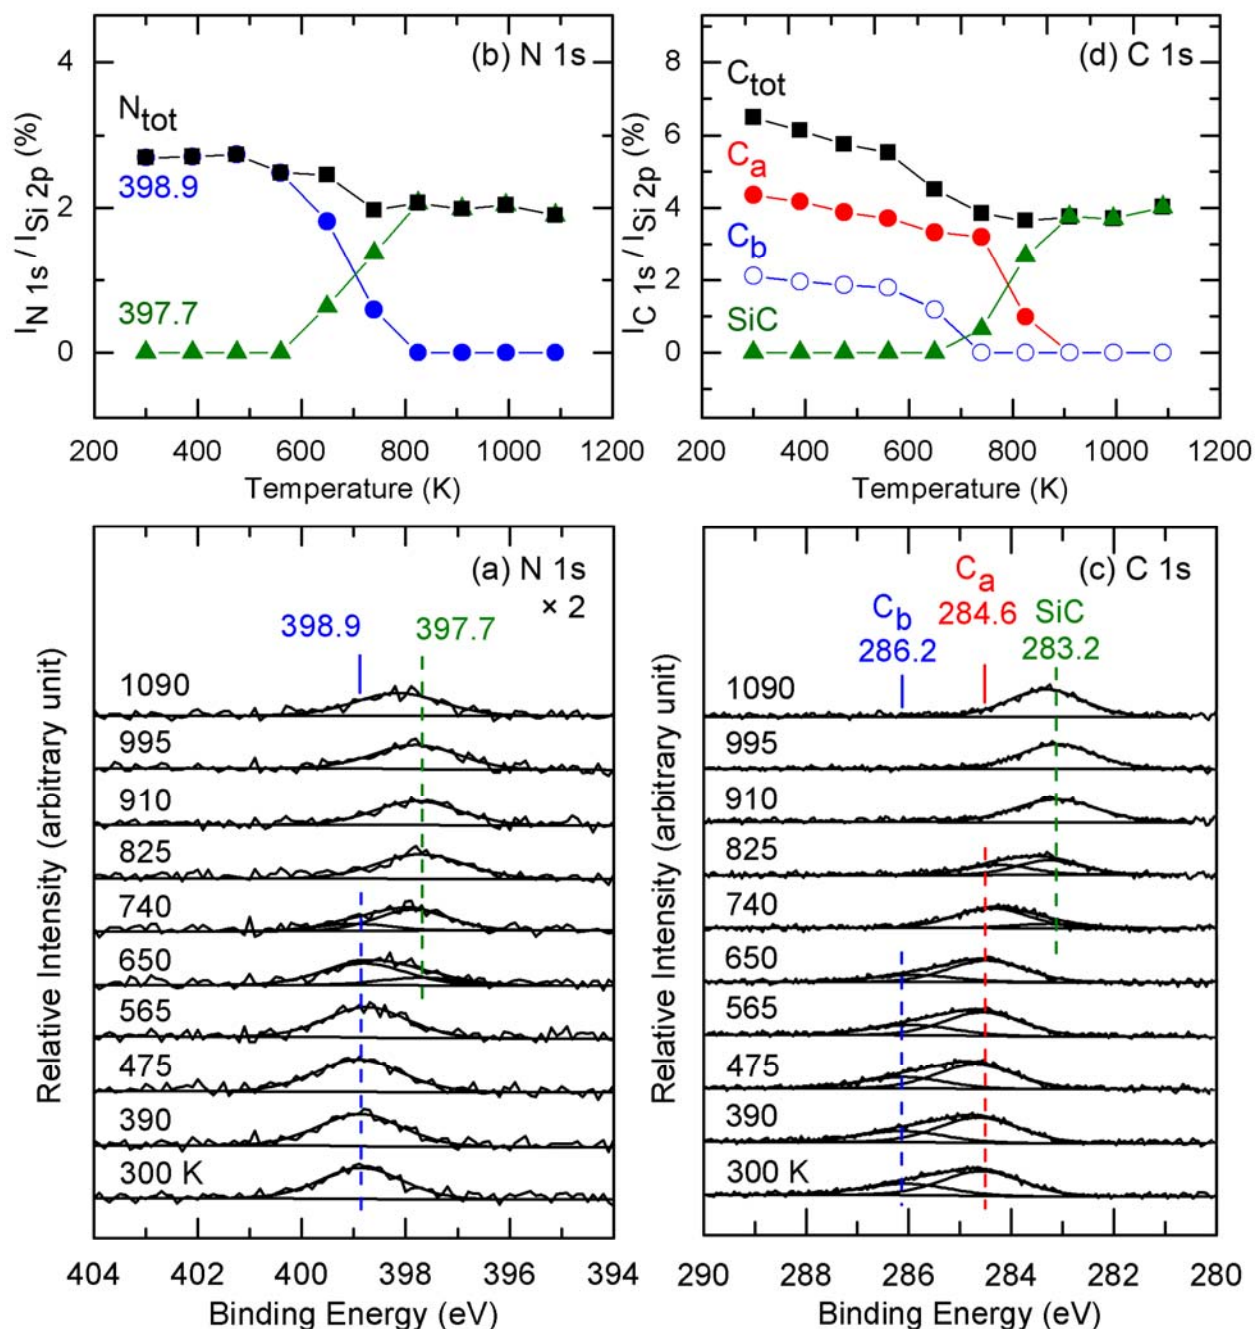 (b) N 1s
N_tot
398.9
397.7
I_N 1s / I_Si 2p (%)
4
2
0
200 400 600 800 1000 1200
Temperature (K)
(d) C 1s
C_tot
C_a
C_b
SiC
I_C 1s / I_Si 2p (%)
8
6
4
2
0
200 400 600 800 1000 1200
Temperature (K)
(a) N 1s
× 2
398.9
397.7
1090
995
910
825
740
650
565
475
390
300 K
Relative Intensity (arbitrary unit)
404 402 400 398 396 394
Binding Energy (eV)
(c) C 1s
C_b
286.2
C_a
284.6
SiC
283.2
1090
995
910
825
740
650
565
475
390
300 K
Relative Intensity (arbitrary unit)
290 288 286 284 282 280
Binding Energy (eV)